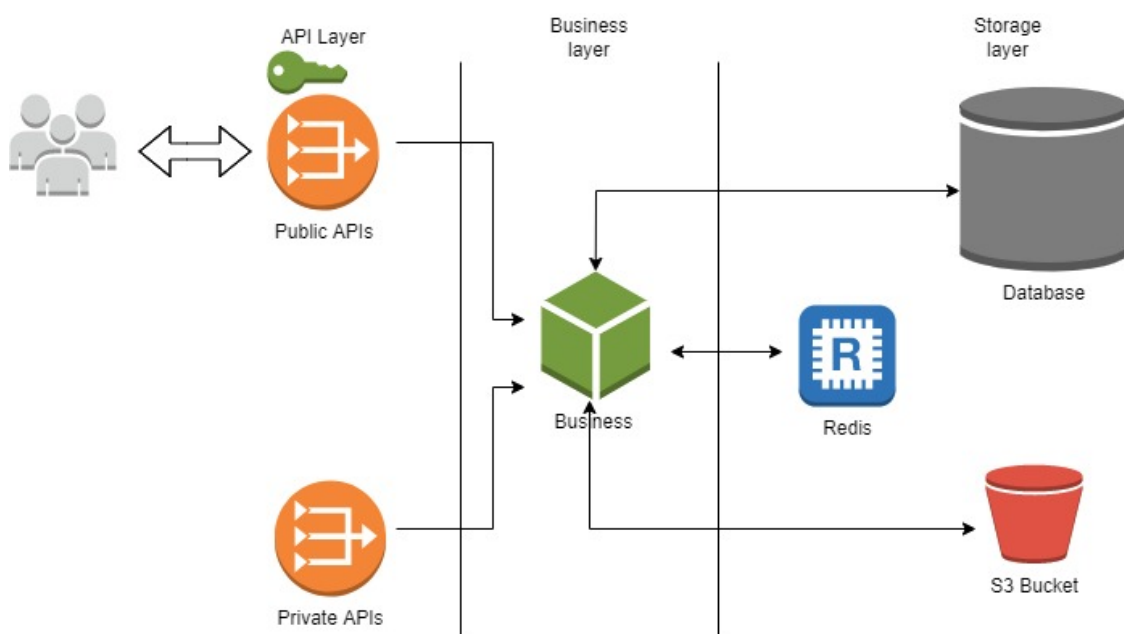 API Layer
Business
layer
Storage
layer
Public APIs
Database
Business
R
Redis
S3 Bucket
Private APIs